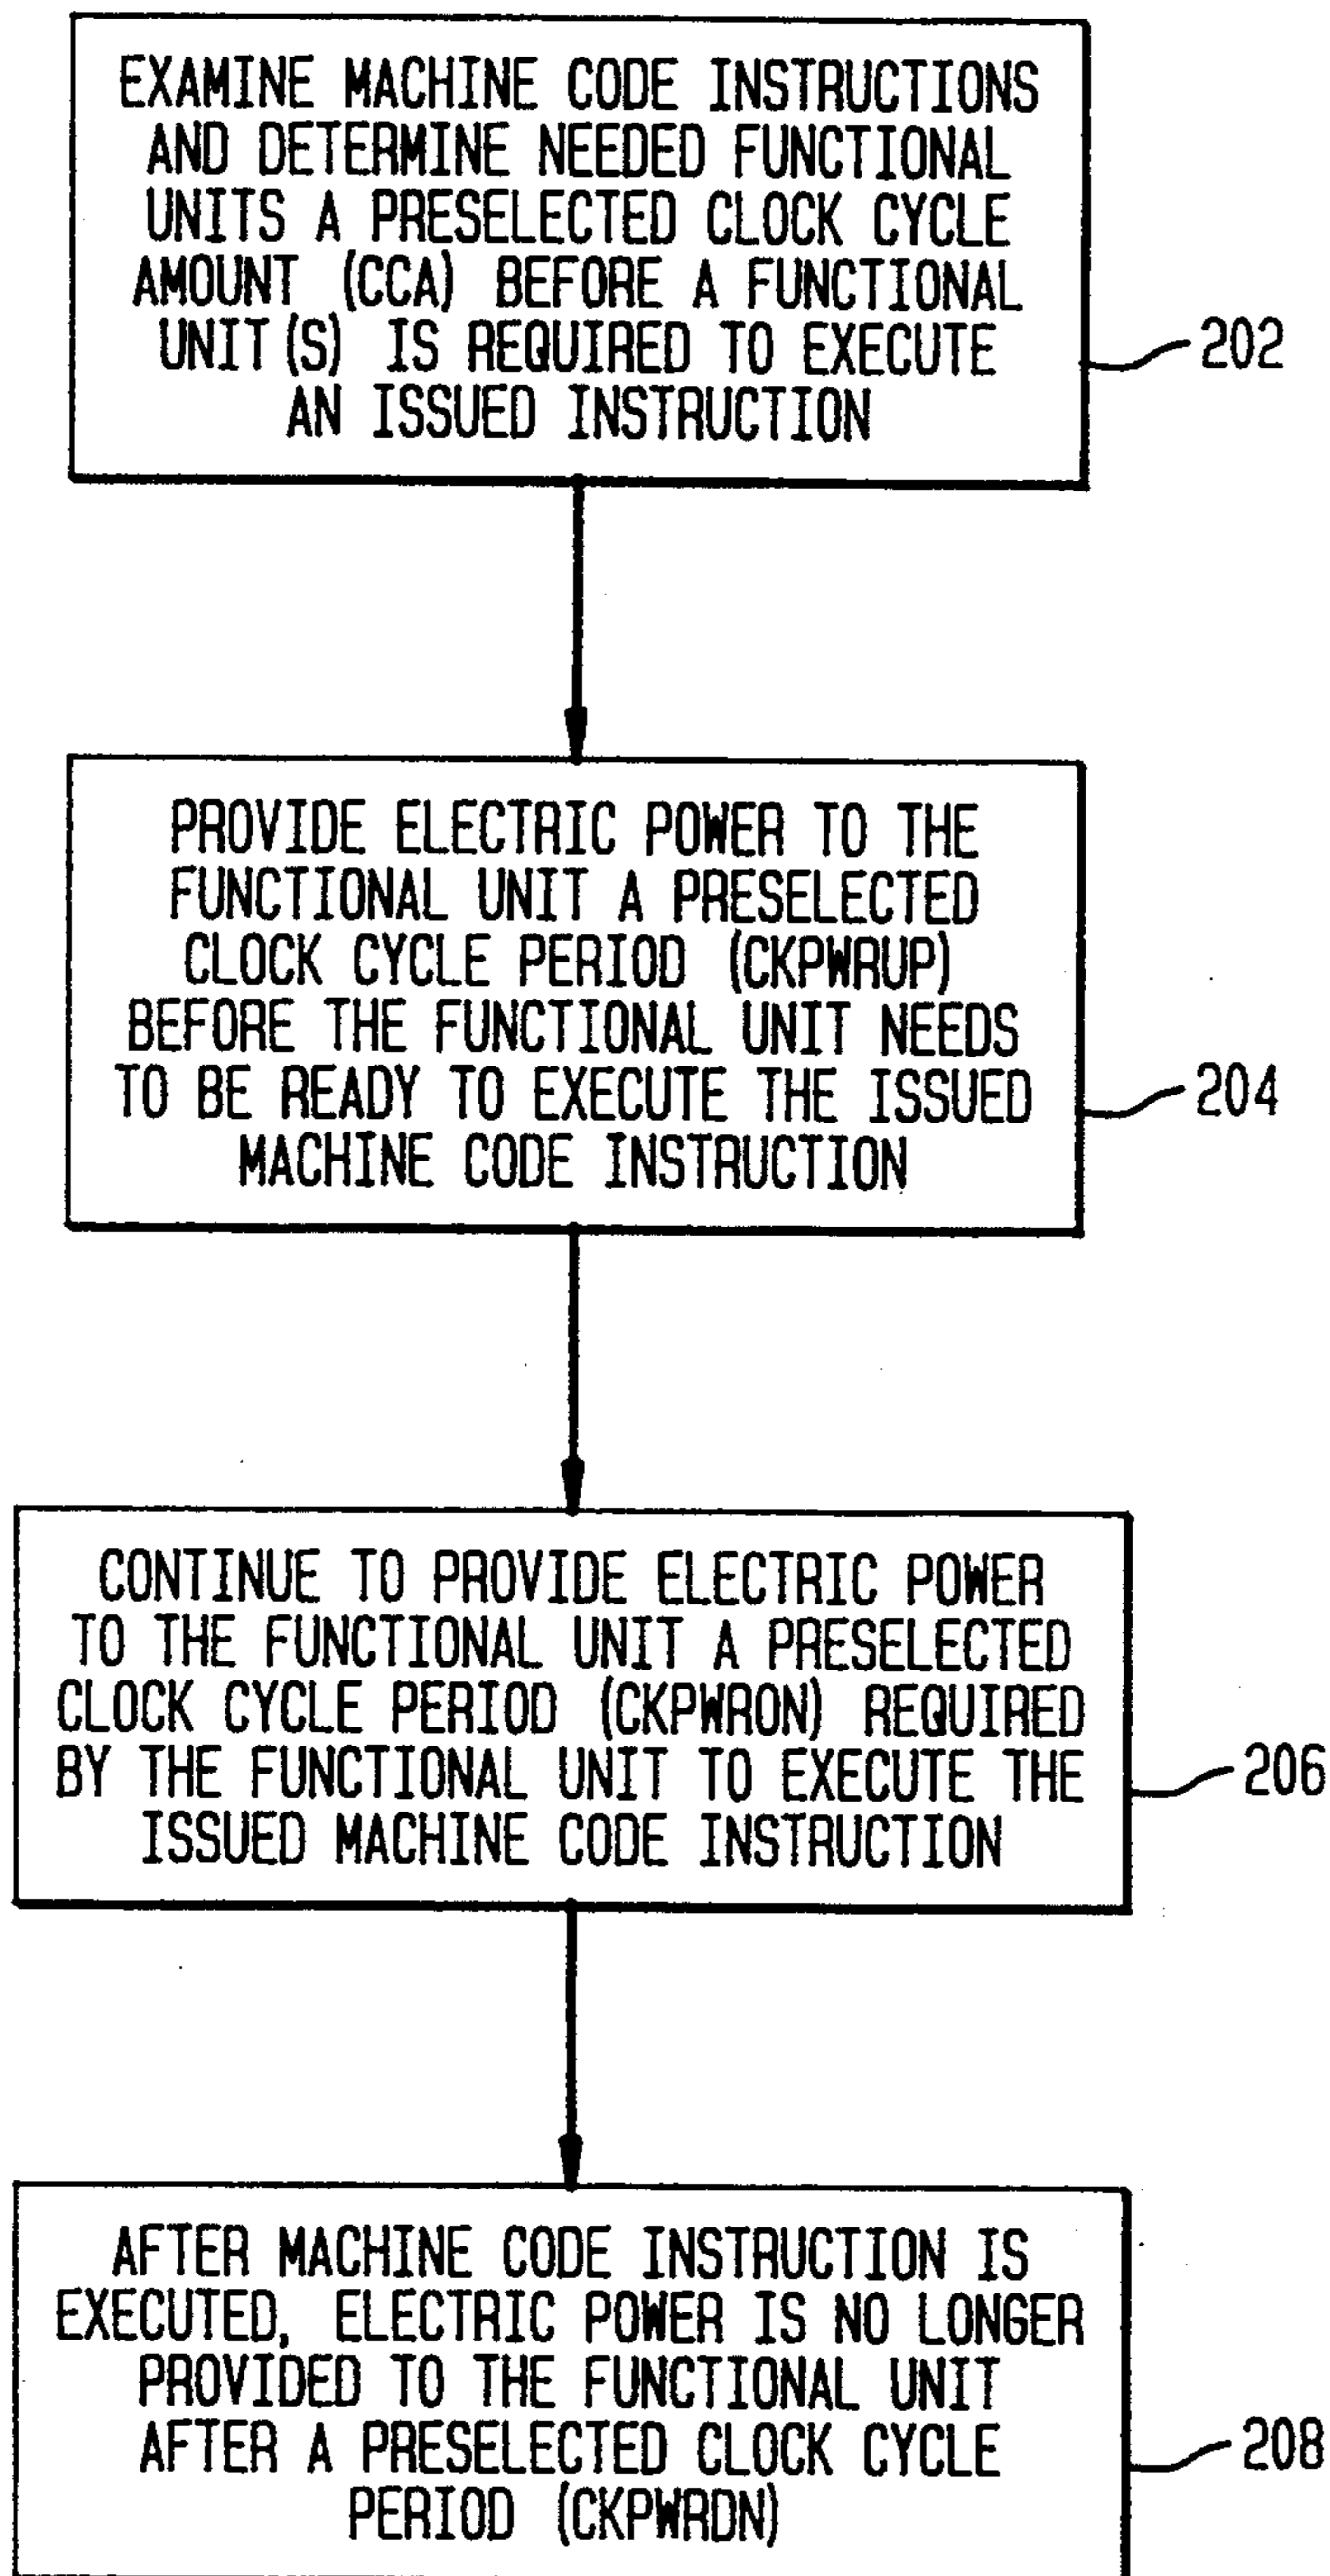 EXAMINE MACHINE CODE INSTRUCTIONS
AND DETERMINE NEEDED FUNCTIONAL
UNITS A PRESELECTED CLOCK CYCLE
AMOUNT (CCA) BEFORE A FUNCTIONAL
UNIT(S) IS REQUIRED TO EXECUTE
AN ISSUED INSTRUCTION
202
PROVIDE ELECTRIC POWER TO THE
FUNCTIONAL UNIT A PRESELECTED
CLOCK CYCLE PERIOD (CKPWRUP)
BEFORE THE FUNCTIONAL UNIT NEEDS
TO BE READY TO EXECUTE THE ISSUED
MACHINE CODE INSTRUCTION
204
CONTINUE TO PROVIDE ELECTRIC POWER
TO THE FUNCTIONAL UNIT A PRESELECTED
CLOCK CYCLE PERIOD (CKPWRON) REQUIRED
BY THE FUNCTIONAL UNIT TO EXECUTE THE
ISSUED MACHINE CODE INSTRUCTION
206
AFTER MACHINE CODE INSTRUCTION IS
EXECUTED, ELECTRIC POWER IS NO LONGER
PROVIDED TO THE FUNCTIONAL UNIT
AFTER A PRESELECTED CLOCK CYCLE
PERIOD (CKPWRDN)
208